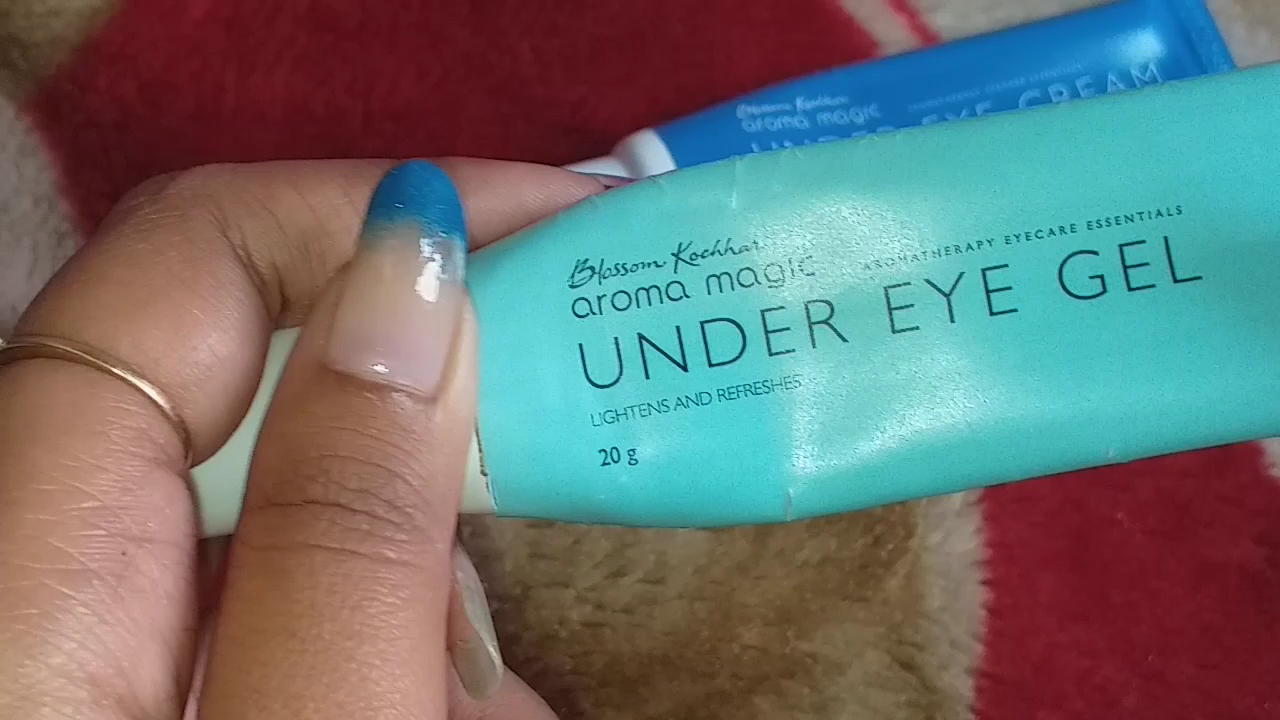 Blossom Kochhar
aroma magic
UNDER EYE CREAM
Blossom Kochhar
aroma magic
AROMATHERAPY EYECARE ESSENTIALS
UNDER EYE GEL
LIGHTENS AND REFRESHES
20 g